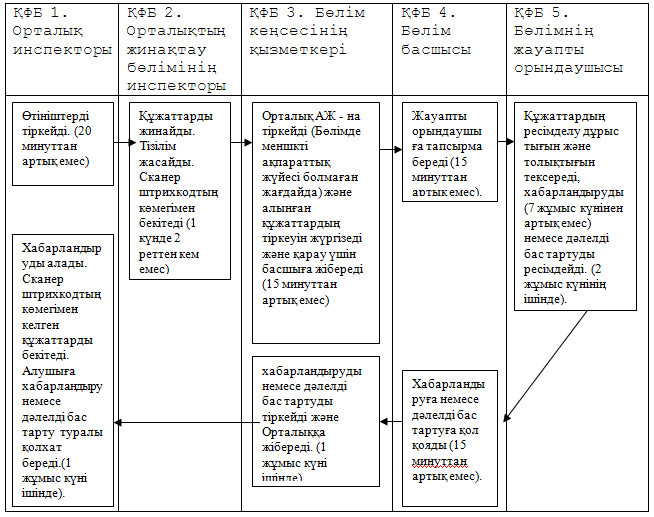 ҚФБ 1.
Орталық
инспекторы
ҚФБ 2.
Орталықтың
жинақтау
бөлімінің
инспекторы
ҚФБ 3. Бөлім
кеңсесінің
қызметкері
ҚФБ 4.
Бөлім
басшысы
ҚФБ 5.
Бөлімнің
жауапты
орындаушысы
Өтініштерді
тіркейді. (20
минуттан
артық емес)
Құжаттарды
жинайды.
Тізілім
жасайды.
Сканер
штрихкодтың
көмегімен
бекітеді (1
күнде 2
реттен кем
емес)
Орталық АЖ - на
тіркейді (Бөлімде
меншкті
ақпараттық
жүйесі болмаған
жағдайда) және
алынған
құжаттардың
тіркеуін жүргізеді
және қарау үшін
басшыға жібереді
(15 минуттан
артық емес)
Жауапты
орындаушы
ға тапсырма
береді (15
минуттан
артық емес).
Құжаттардың
ресімделу дұрыс
тығын және
толықтығын
тексереді,
хабарландыруды
(7 жұмыс күнінен
артық емес)
немесе дәлелді
бас тартуды
ресімдейді. (2
жұмыс күнінің
ішінде).
Хабарландыр
уды алады.
Сканер
штрихкодтың
көмегімен
келген
құжаттарды
бекітеді.
Алушыға
хабарландыру
немесе
дәлелді бас
тарту туралы
қолхат
береді.(1
жұмыс күні
ішінде).
хабарландыруды
немесе дәлелді
бас тартуды
тіркейді және
Орталыққа
жібереді. (1
жұмыс күні
ішінде)
Хабарланды
руға немесе
дәлелді бас
тартуға қол
қояды (15
минуттан
артық емес).